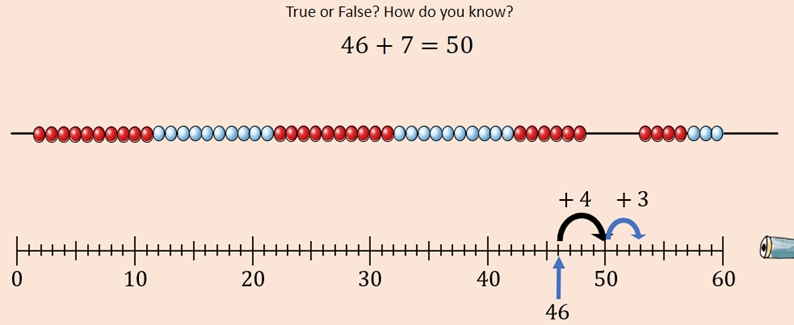 True or False? How do you know?
46 + 7 = 50
+ 4 + 3
0 10 20 30 40 50 60
46